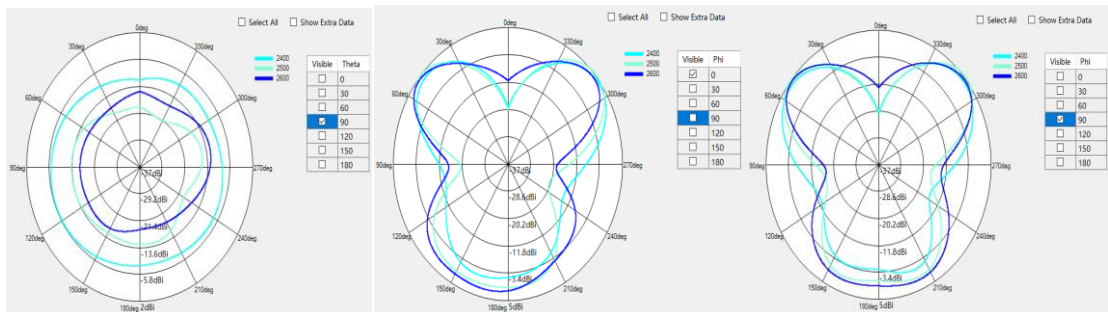 Select All Show Extra Data
0deg
30deg
330deg
60deg
300deg
90deg
270deg
120deg
240deg
150deg
210deg
180deg 2dBi
-37dBi
-29.2dBi
-21.4dBi
-13.6dBi
-5.8dBi
2400
2500
2600
Visible Theta
0
30
60
90
120
150
180
Select All Show Extra Data
0deg
30deg
330deg
60deg
300deg
90deg
270deg
120deg
240deg
150deg
210deg
180deg 5dBi
-37dBi
-28.6dBi
-20.2dBi
-11.8dBi
-3.4dBi
2400
2500
2600
Visible Phi
0
30
60
90
120
150
180
Select All Show Extra Data
0deg
30deg
330deg
60deg
300deg
90deg
270deg
120deg
240deg
150deg
210deg
180deg 5dBi
-37dBi
-28.6dBi
-20.2dBi
-11.8dBi
-3.4dBi
2400
2500
2600
Visible Phi
0
30
60
90
120
150
180